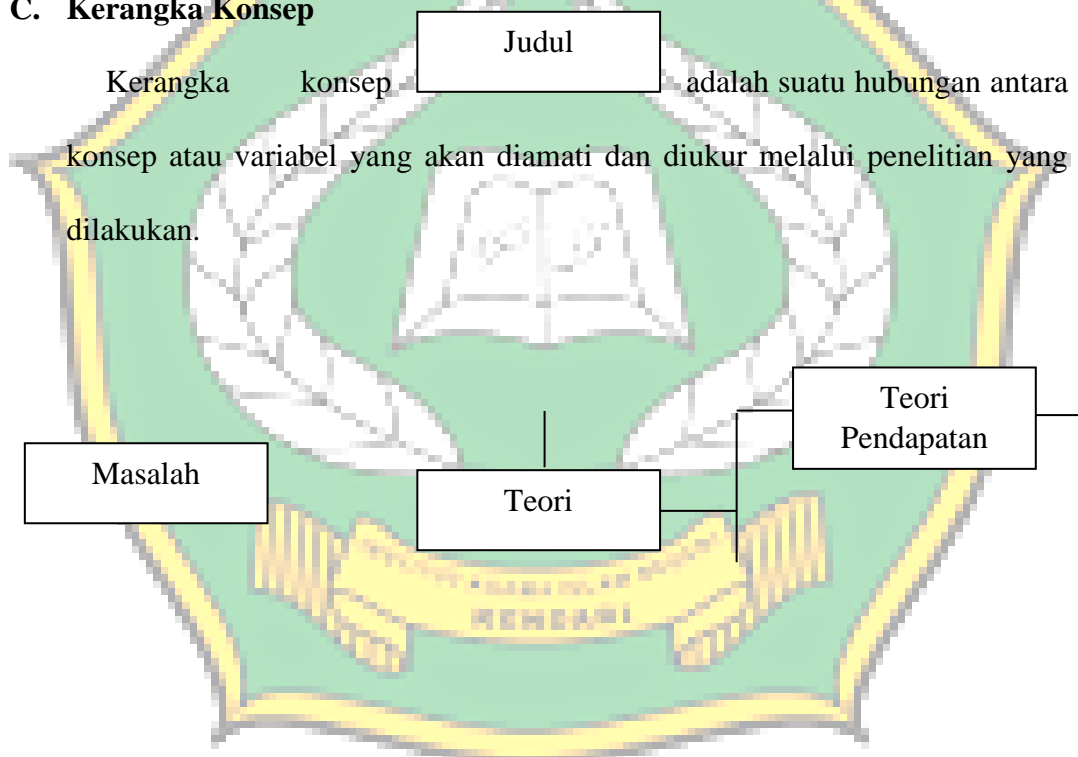 C. Kerangka Konsep
Judul
Kerangka konsep adalah suatu hubungan antara
konsep atau variabel yang akan diamati dan diukur melalui penelitian yang
dilakukan.
Teori
Pendapatan
Masalah
Teori
KENDARI